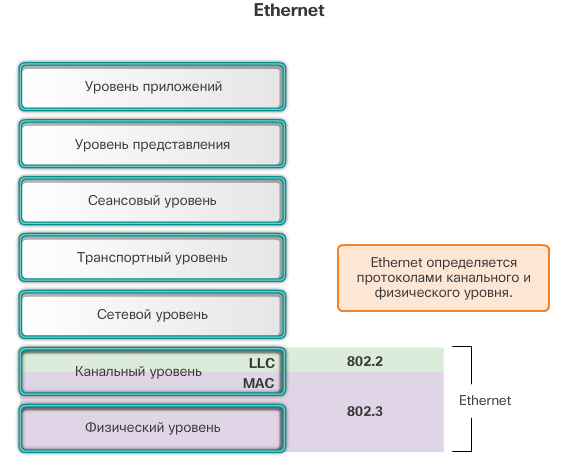 Ethernet
Уровень приложений
Уровень представления
Сеансовый уровень
Транспортный уровень
Ethernet определяется
протоколами канального и
физического уровня.
Сетевой уровень
Канальный уровень
LLC
MAC
802.2
802.3
Ethernet
Физический уровень